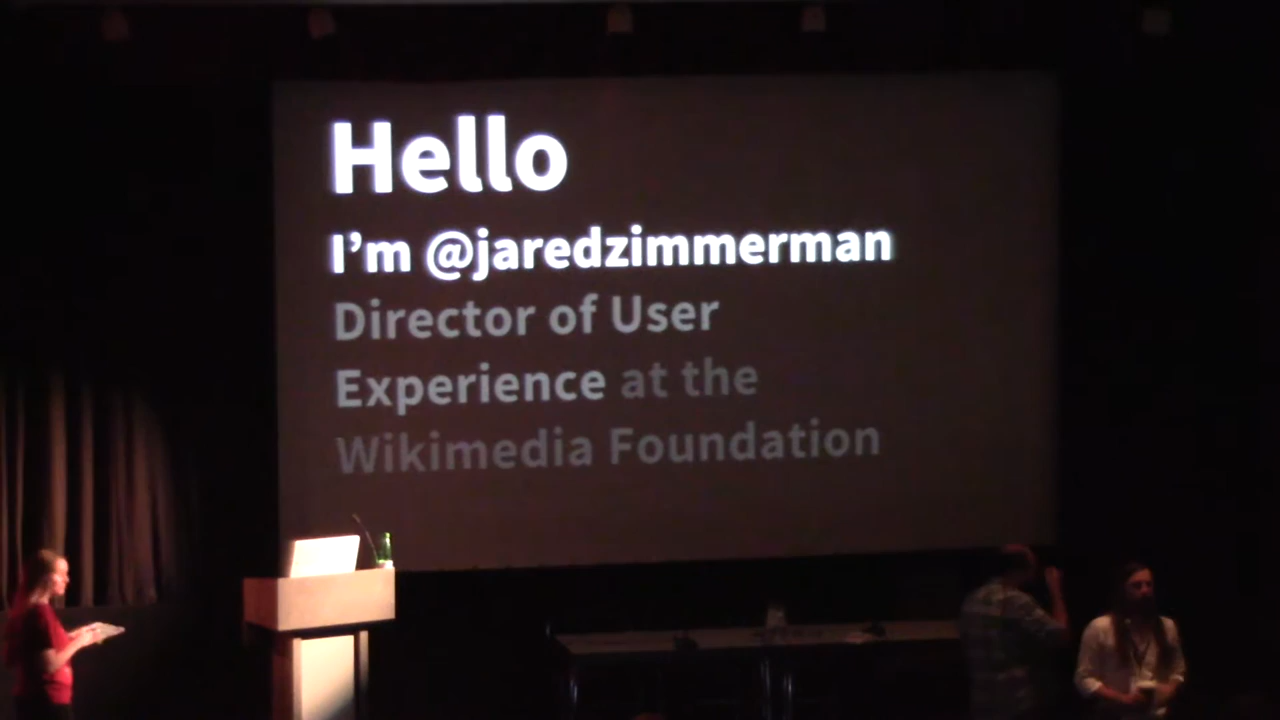 Hello
I’m @jaredzimmerman
Director of User
Experience at the
Wikimedia Foundation